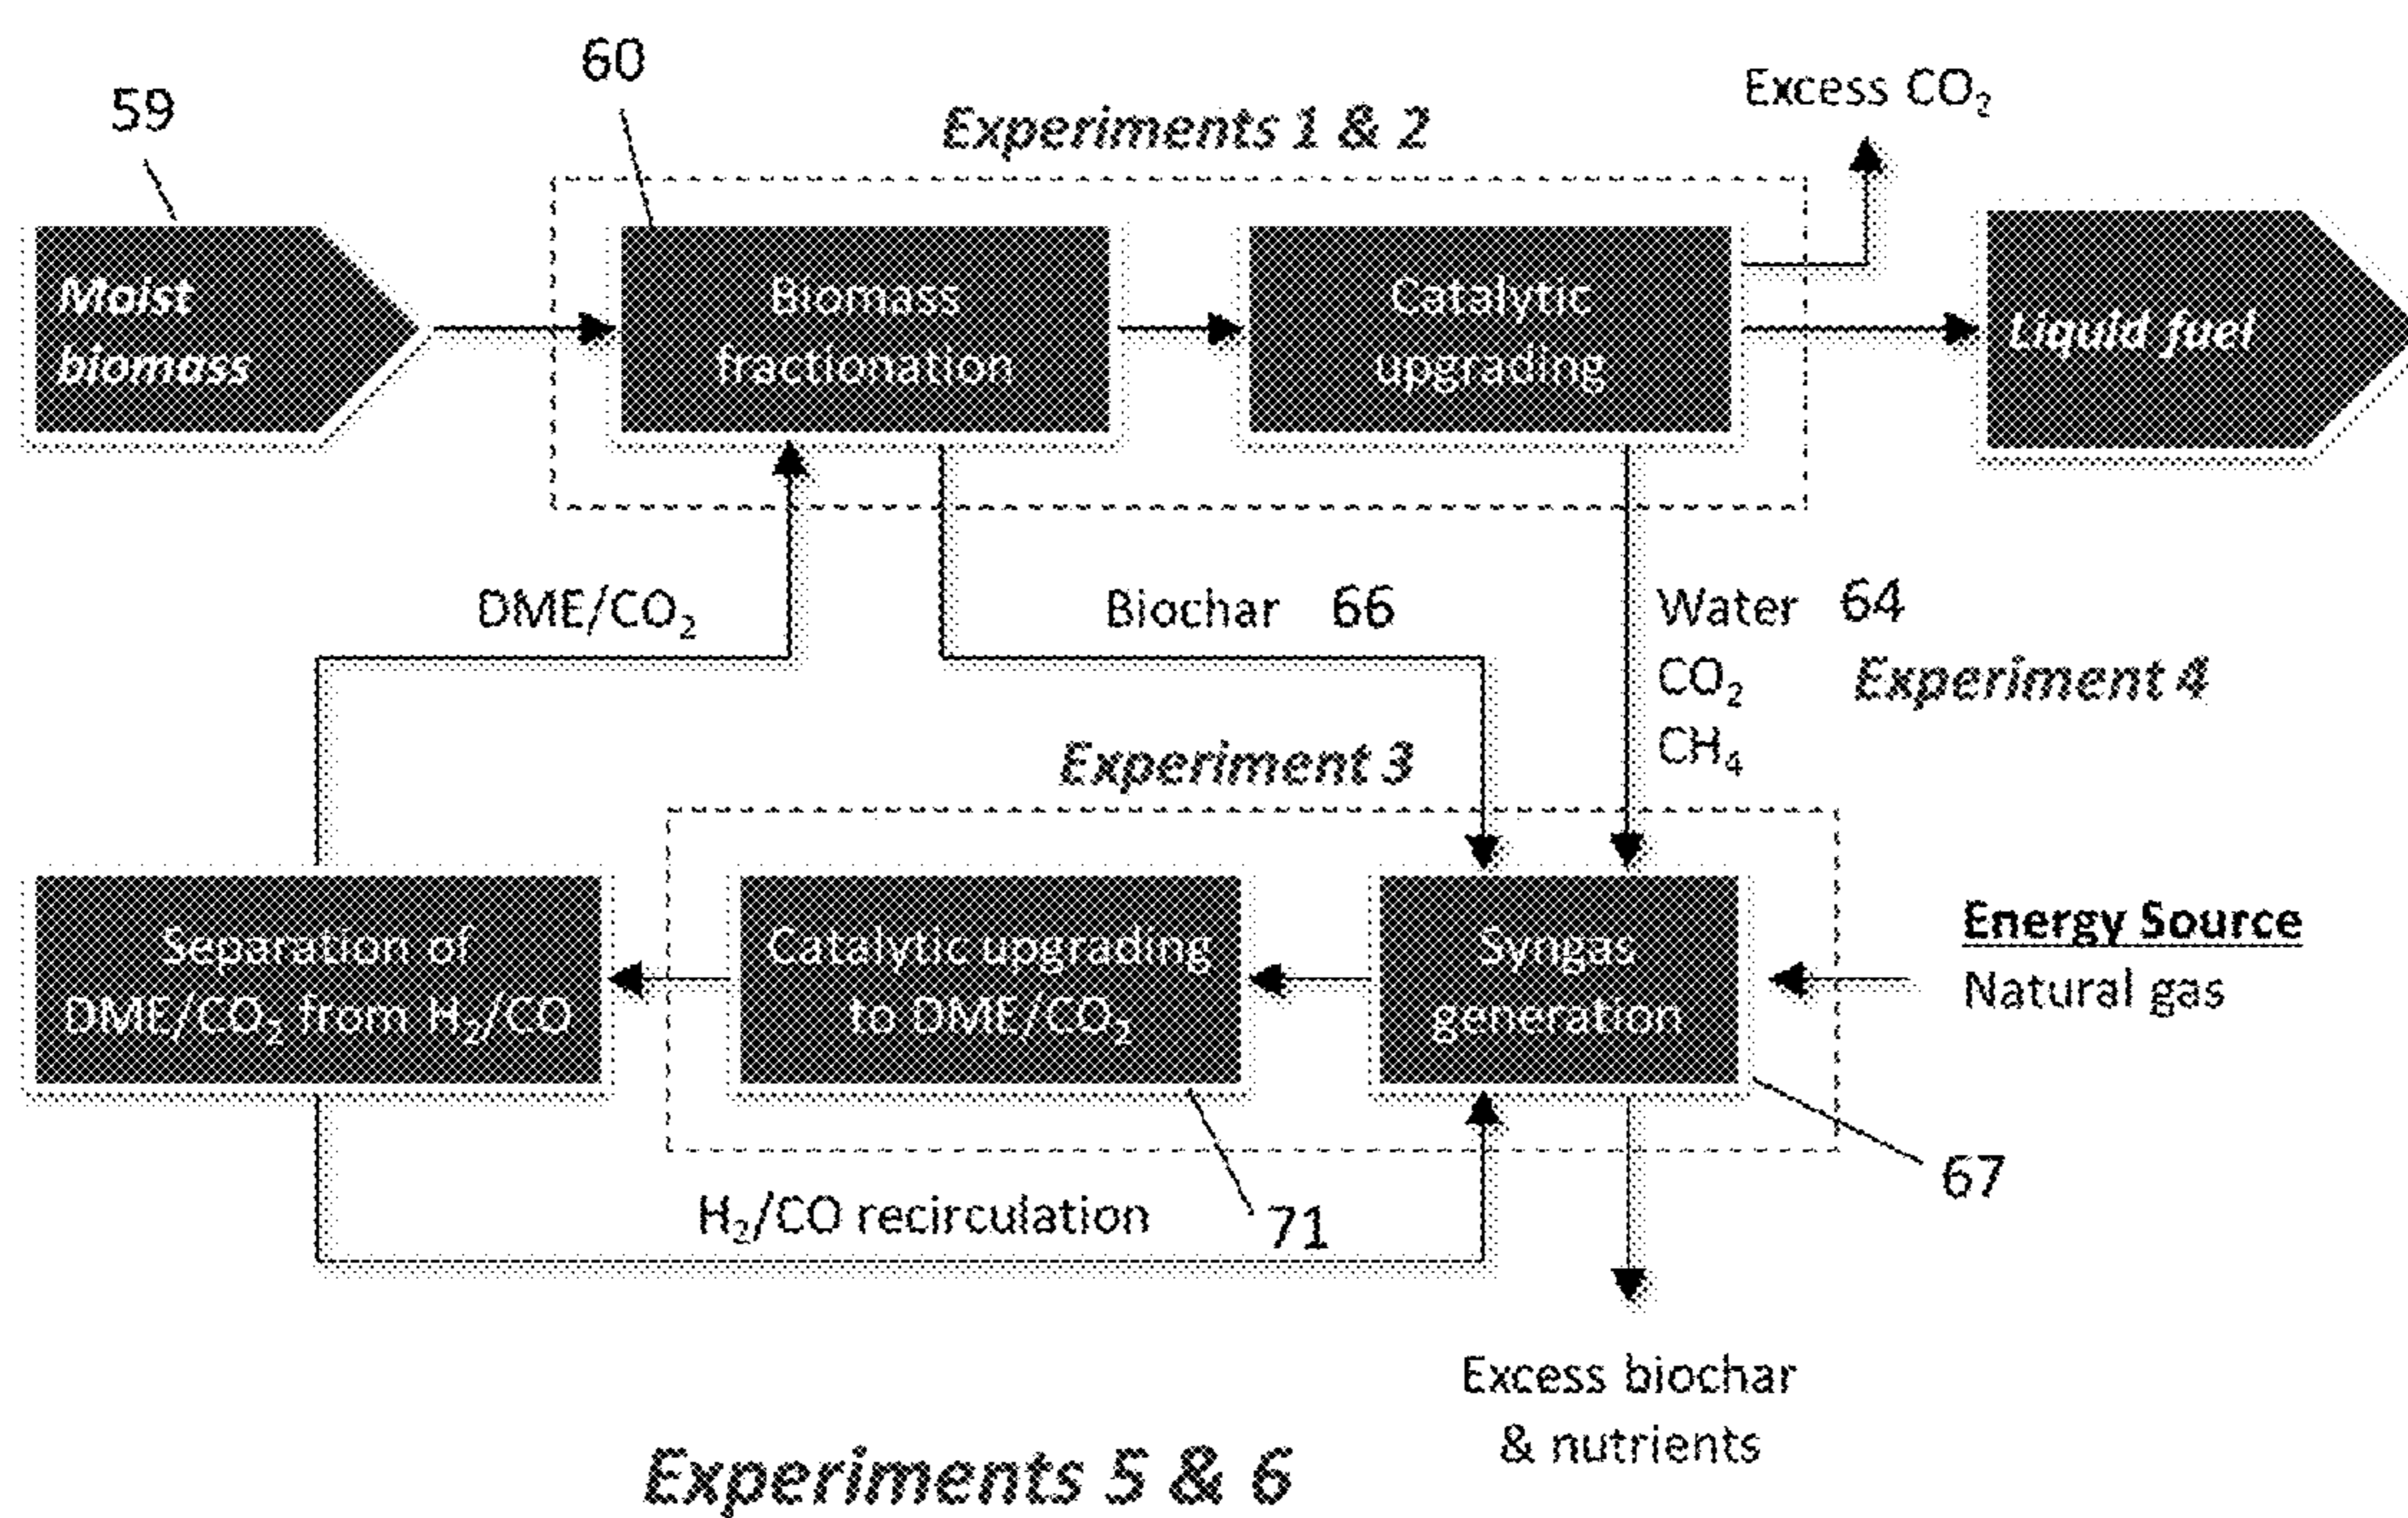 59
60
Experiments 1 & 2
Excess CO₂
Moist
biomass
Biomass
fractionation
Catalytic
upgrading
Liquid fuel
DME/CO₂
Biochar 66
Water 64
CO₂
CH₄
Experiment 4
Experiment 3
Separation of
DME/CO₂ from H₂/CO
Catalytic upgrading
to DME/CO₂
Syngas
generation
Energy Source
Natural gas
67
H₂/CO recirculation
71
Excess biochar
& nutrients
Experiments 5 & 6